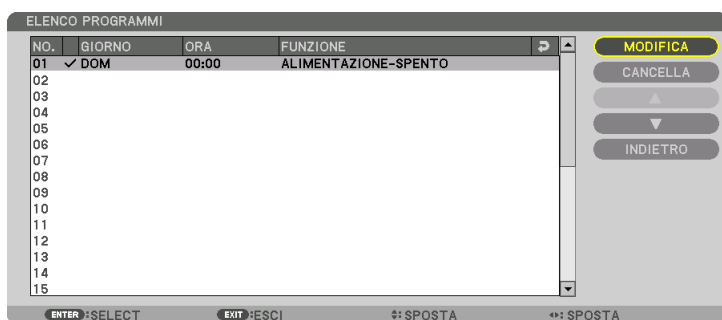 ELENCO PROGRAMMI
NO. GIORNO ORA FUNZIONE
MODIFICA
01 ✓ DOM 00:00 ALIMENTAZIONE-SPENTO
CANCELLA
02
03
04
05
06
INDIETRO
07
08
09
10
11
12
13
14
15
ENTER :SELECT EXIT :ESCI : SPOSTA : SPOSTA